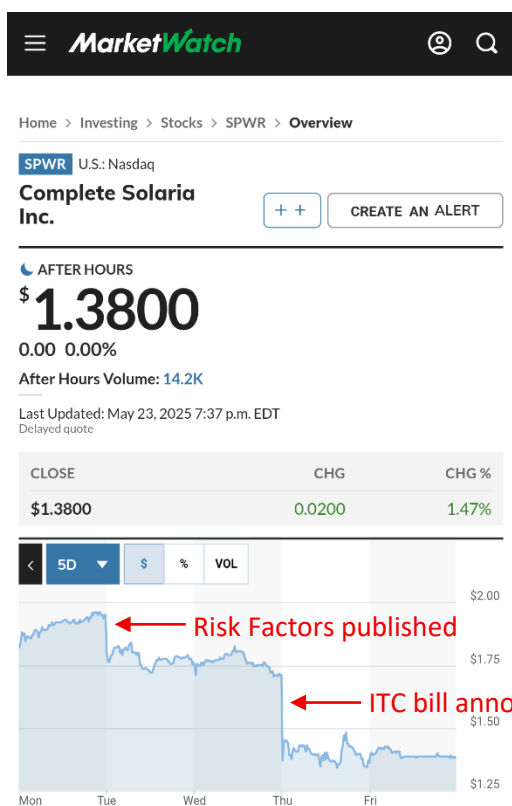 MarketWatch
Home > Investing > Stocks > SPWR > Overview
SPWR U.S.: Nasdaq
Complete Solaria
Inc.
+ + CREATE AN ALERT
AFTER HOURS
$1.3800
0.00 0.00%
After Hours Volume: 14.2K
Last Updated: May 23, 2025 7:37 p.m. EDT
Delayed quote
CLOSE CHG CHG %
$1.3800 0.0200 1.47%
< 5D $ % VOL
$2.00
Risk Factors published
$1.75
ITC bill anno
$1.50
$1.25
Mon Tue Wed Thu Fri